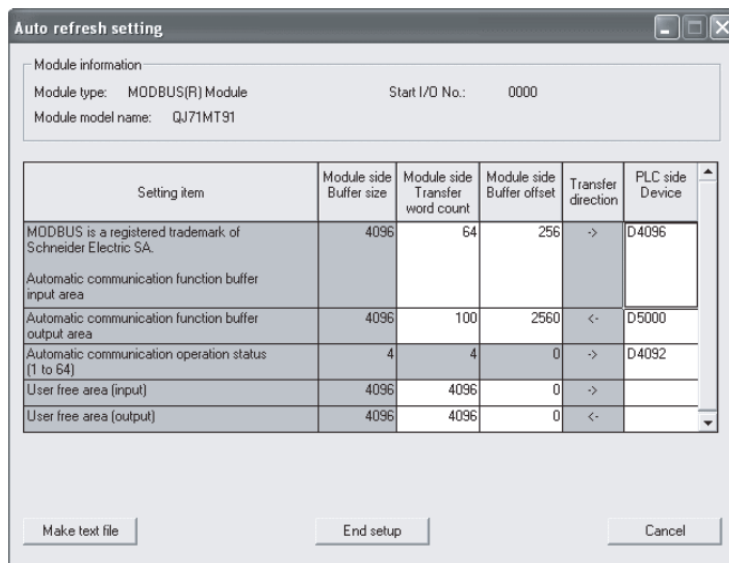 Auto refresh setting
Module information
Module type: MODBUS(R) Module Start I/O No.: 0000
Module model name: QJ71MT91
Setting item
Module side Buffer size
Module side Transfer word count
Module side Buffer offset
Transfer direction
PLC side Device
MODBUS is a registered trademark of
Schneider Electric SA.
Automatic communication function buffer
input area
4096 64 256 -> D4096
Automatic communication function buffer
output area
4096 100 2560 <- D5000
Automatic communication operation status
(1 to 64)
4 4 0 -> D4092
User free area (input) 4096 4096 0 ->
User free area (output) 4096 4096 0 <-
Make text file End setup Cancel